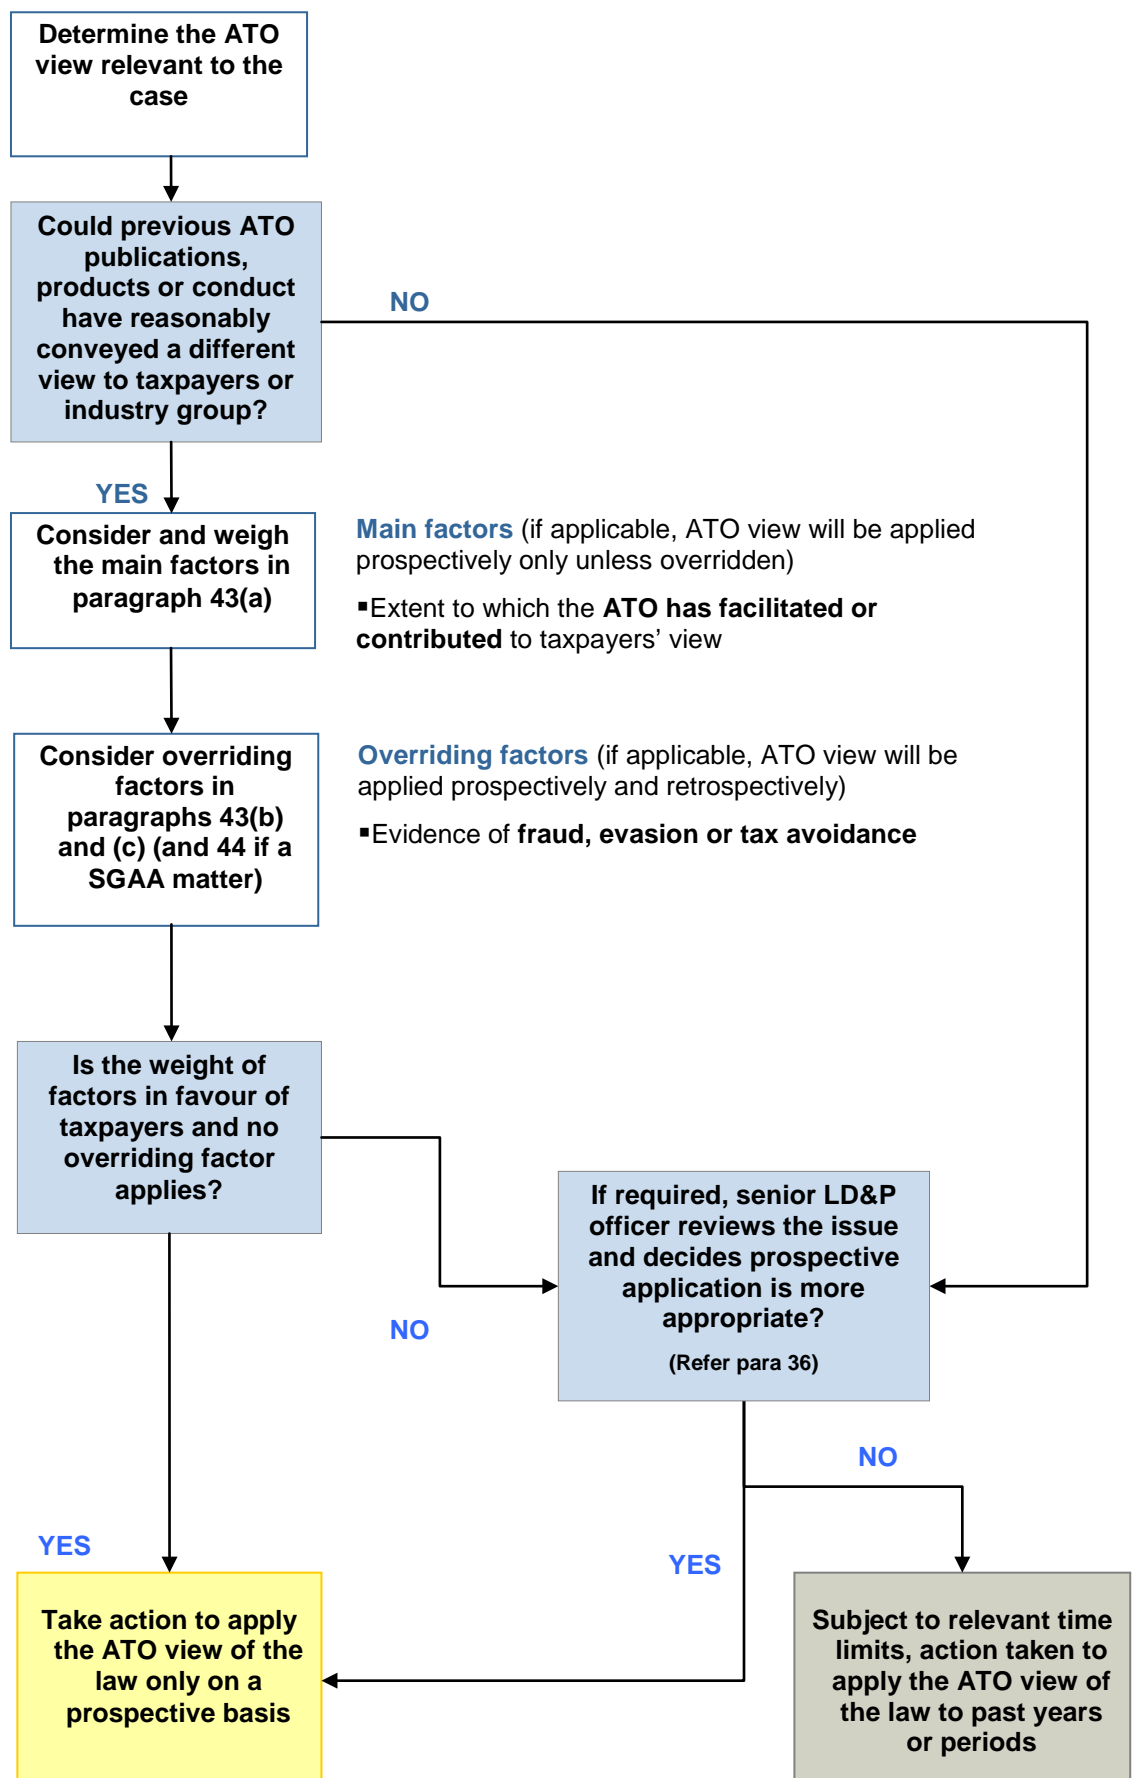 Determine the ATO
view relevant to the
case
Could previous ATO
publications,
products or conduct
have reasonably
conveyed a different
view to taxpayers or
industry group?
NO
YES
Consider and weigh
the main factors in
paragraph 43(a)
Main factors (if applicable, ATO view will be applied
prospectively only unless overridden)
▪Extent to which the ATO has facilitated or
contributed to taxpayers’ view
Consider overriding
factors in
paragraphs 43(b)
and (c) (and 44 if a
SGAA matter)
Overriding factors (if applicable, ATO view will be
applied prospectively and retrospectively)
▪Evidence of fraud, evasion or tax avoidance
Is the weight of
factors in favour of
taxpayers and no
overriding factor
applies?
NO
If required, senior LD&P
officer reviews the issue
and decides prospective
application is more
appropriate?
(Refer para 36)
NO
YES
YES
Take action to apply
the ATO view of the
law only on a
prospective basis
Subject to relevant time
limits, action taken to
apply the ATO view of
the law to past years
or periods